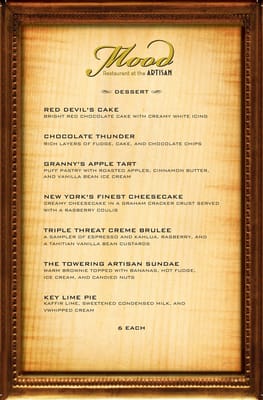 Mood
Restaurant at the ARTISAN
DESSERT
RED DEVIL'S CAKE
BRIGHT RED CHOCOLATE CAKE WITH CREAMY WHITE ICING
CHOCOLATE THUNDER
RICH LAYERS OF FUDGE, CAKE, AND CHOCOLATE CHIPS
GRANNY'S APPLE TART
PUFF PASTRY WITH ROASTED APPLES, CINNAMON BUTTER,
AND VANILLA BEAN ICE CREAM
NEW YORK'S FINEST CHEESECAKE
CREAMY CHEESECAKE IN A GRAHAM CRACKER CRUST SERVED
WITH A RASBERRY COULIS
TRIPLE THREAT CREME BRULEE
A SAMPLER OF ESPRESSO AND KAHLUA, RASBERRY, AND
A TAHITIAN VANILLA BEAN CUSTARDS
THE TOWERING ARTISAN SUNDAE
WARM BROWNIE TOPPED WITH BANANAS, HOT FUDGE,
ICE CREAM, AND CANDIED NUTS
KEY LIME PIE
KAFFIR LIME, SWEETENED CONDENSED MILK, AND
VWHIPPED CREAM
6 EACH